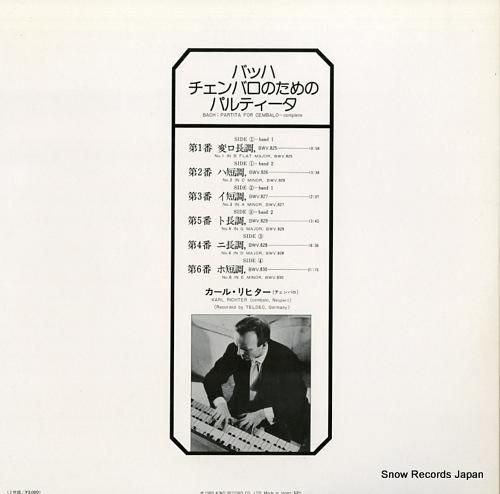 バッハ
チェンバロのための
パルティータ
BACH: PARTITA FOR CEMBALO—complete
SIDE ①—band 1
第1番 変ロ長調, BWV.825
No.1 IN B FLAT MAJOR, BWV.825
SIDE ①—band 2
第2番 ハ短調, BWV.826
No.2 IN C MINOR, BWV.826
SIDE ②—band 1
第3番 イ短調, BWV.827
No.3 IN A MINOR, BWV.827
SIDE ②—band 2
第5番 ト長調, BWV.829
No.5 IN G MAJOR, BWV.829
SIDE ③
第4番 ニ長調, BWV.828
No.4 IN D MAJOR, BWV.828
SIDE ④
第6番 ホ短調, BWV.830
No.6 IN E MINOR, BWV.830
カール・リヒター(チェンバロ)
KARL RICHTER (cembalo, Neupert)
(Recorded by TELDEC, Germany)
KING RECORD CO., LTD. Made in Japan
Snow Records Japan